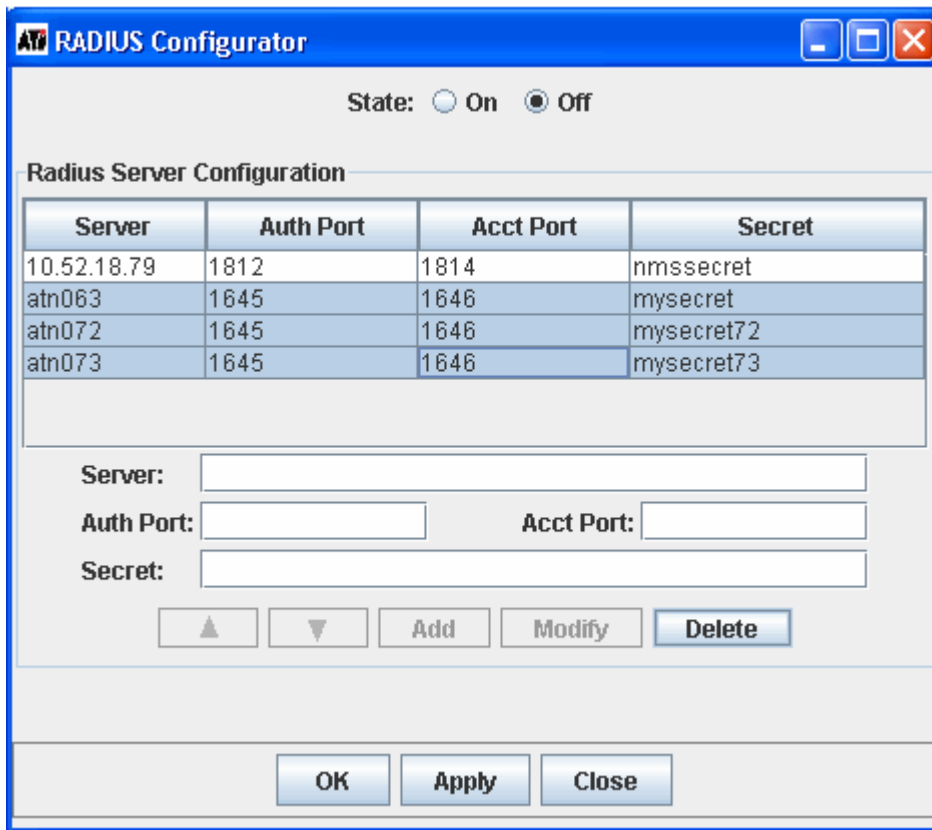 ATi RADIUS Configurator
State: On Off
Radius Server Configuration
Server Auth Port Acct Port Secret
10.52.18.79 1812 1814 nmssecret
atn063 1645 1646 mysecret
atn072 1645 1646 mysecret72
atn073 1645 1646 mysecret73
Server:
Auth Port: Acct Port:
Secret:
Add Modify Delete
OK Apply Close